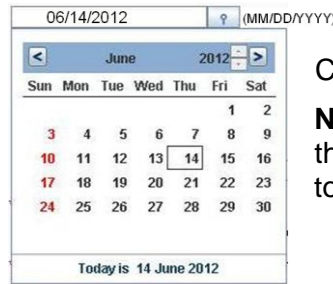 06/14/2012 (MM/DD/YYYY)
< June 2012 >
Sun Mon Tue Wed Thu Fri Sat
1 2
3 4 5 6 7 8 9
10 11 12 13 14 15 16
17 18 19 20 21 22 23
24 25 26 27 28 29 30
Today is 14 June 2012